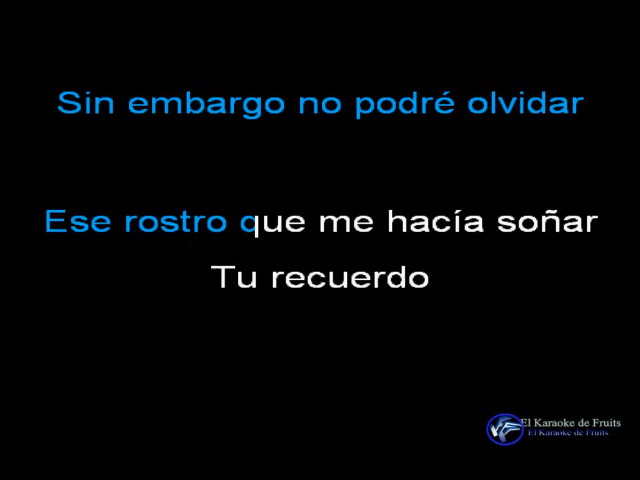 Sin embargo no podré olvidar
Ese rostro que me hacía soñar
Tu recuerdo
El Karaoke de Fruits
El Karaoke de Fruits